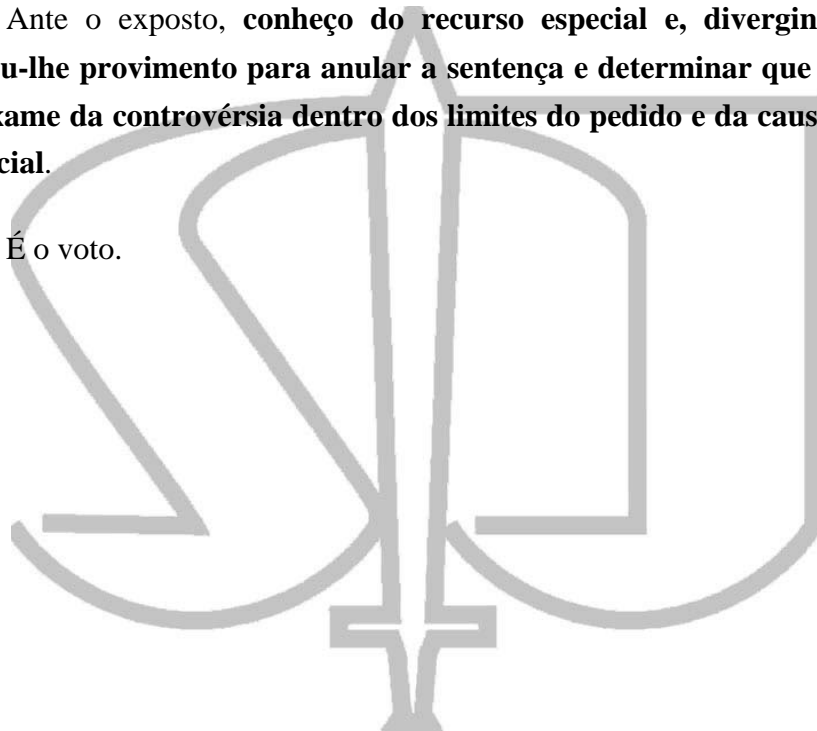 Ante o exposto, conheço do recurso especial e, divergin
u-lhe provimento para anular a sentença e determinar que
xame da controvérsia dentro dos limites do pedido e da caus
cial.
É o voto.